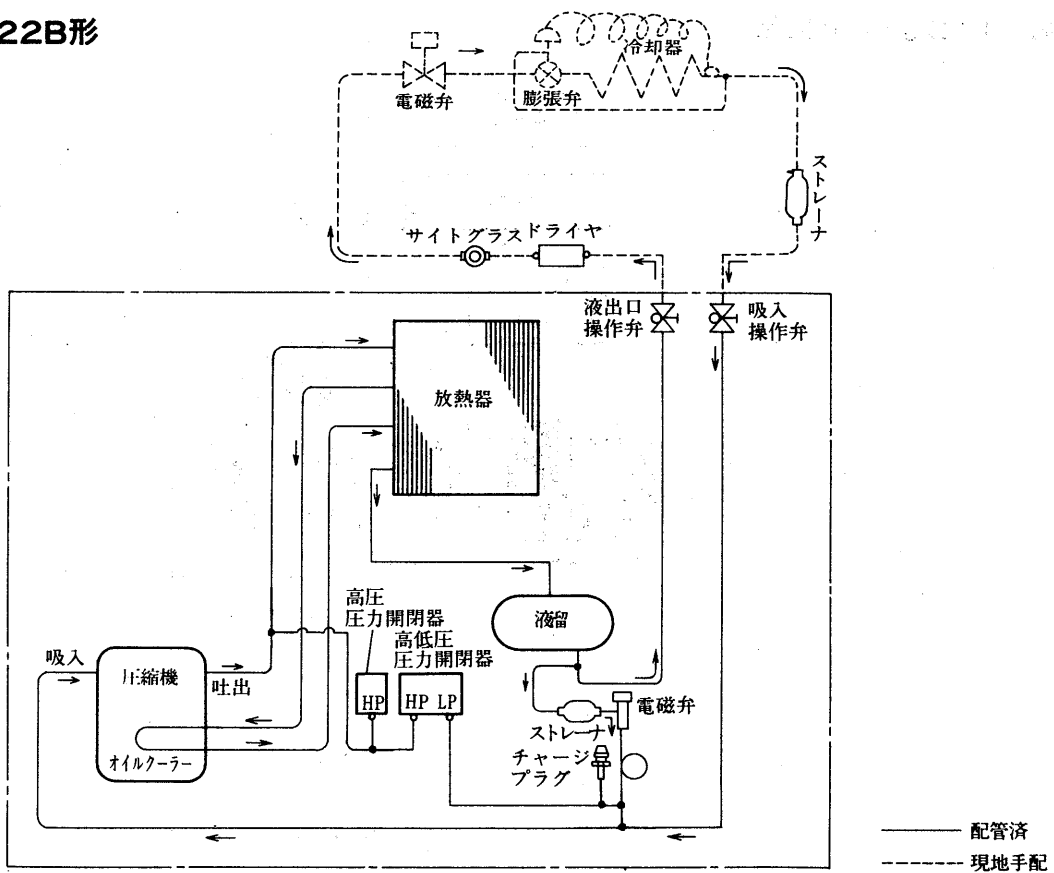 22B形
冷却器
電磁弁
膨張弁
ストレーナ
サイトグラス
ドライヤ
液出口
操作弁
吸入
操作弁
放熱器
高圧
圧力開閉器
高低圧
圧力開閉器
液留
吸入
圧縮機
吐出
HP
HP LP
電磁弁
ストレーナ
チャージ
プラグ
オイルクーラー
配管済
現地手配